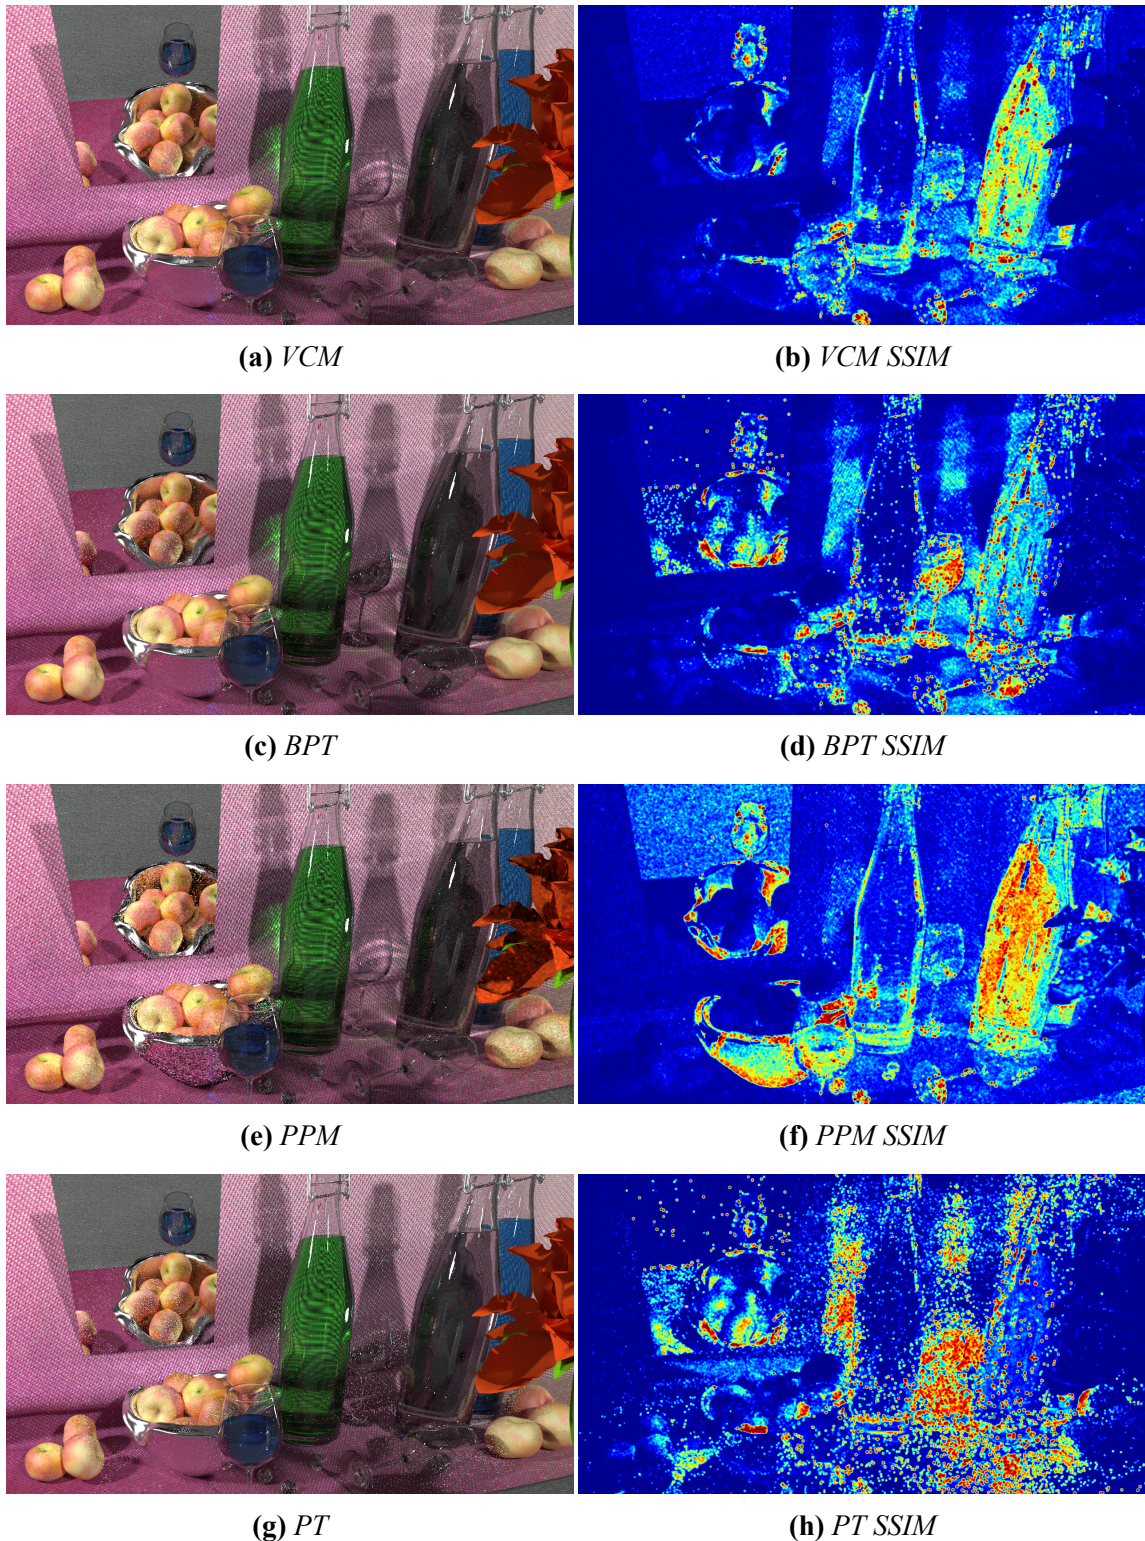 (a) VCM
(b) VCM SSIM
(c) BPT
(d) BPT SSIM
(e) PPM
(f) PPM SSIM
(g) PT
(h) PT SSIM